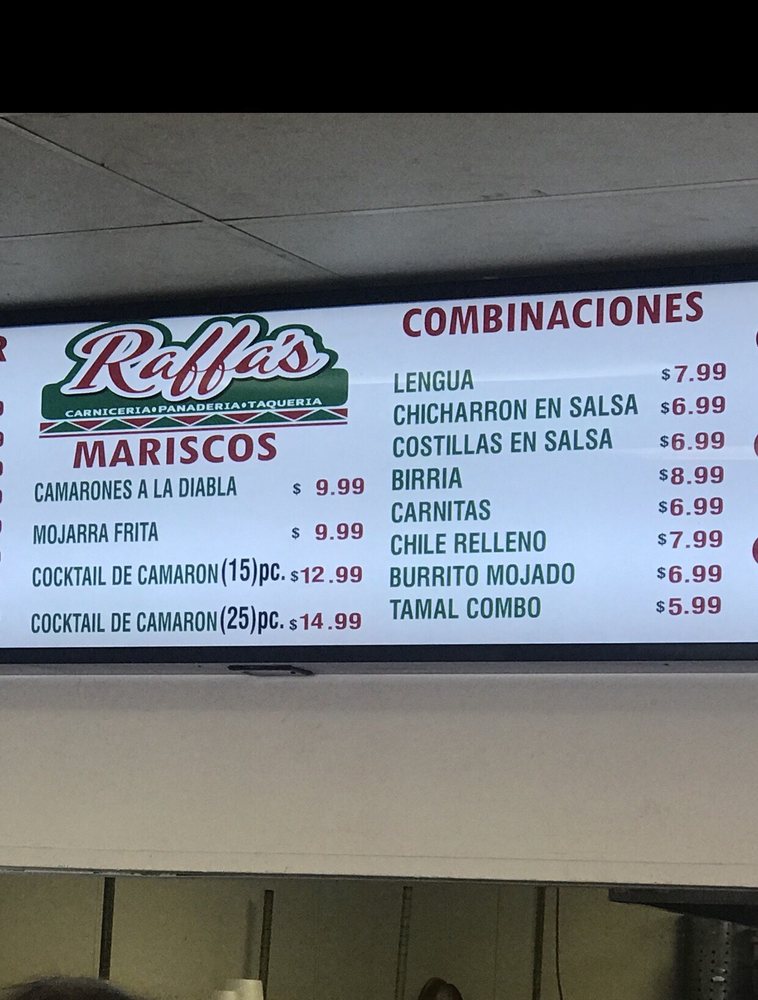 Raffa's
CARNICERIA•PANADERIA•TAQUERIA
MARISCOS
CAMARONES A LA DIABLA $ 9.99
MOJARRA FRITA $ 9.99
COCKTAIL DE CAMARON (15)pc. $12.99
COCKTAIL DE CAMARON (25)pc. $14.99
COMBINACIONES
LENGUA $7.99
CHICHARRON EN SALSA $6.99
COSTILLAS EN SALSA $6.99
BIRRIA $8.99
CARNITAS $6.99
CHILE RELLENO $7.99
BURRITO MOJADO $6.99
TAMAL COMBO $5.99